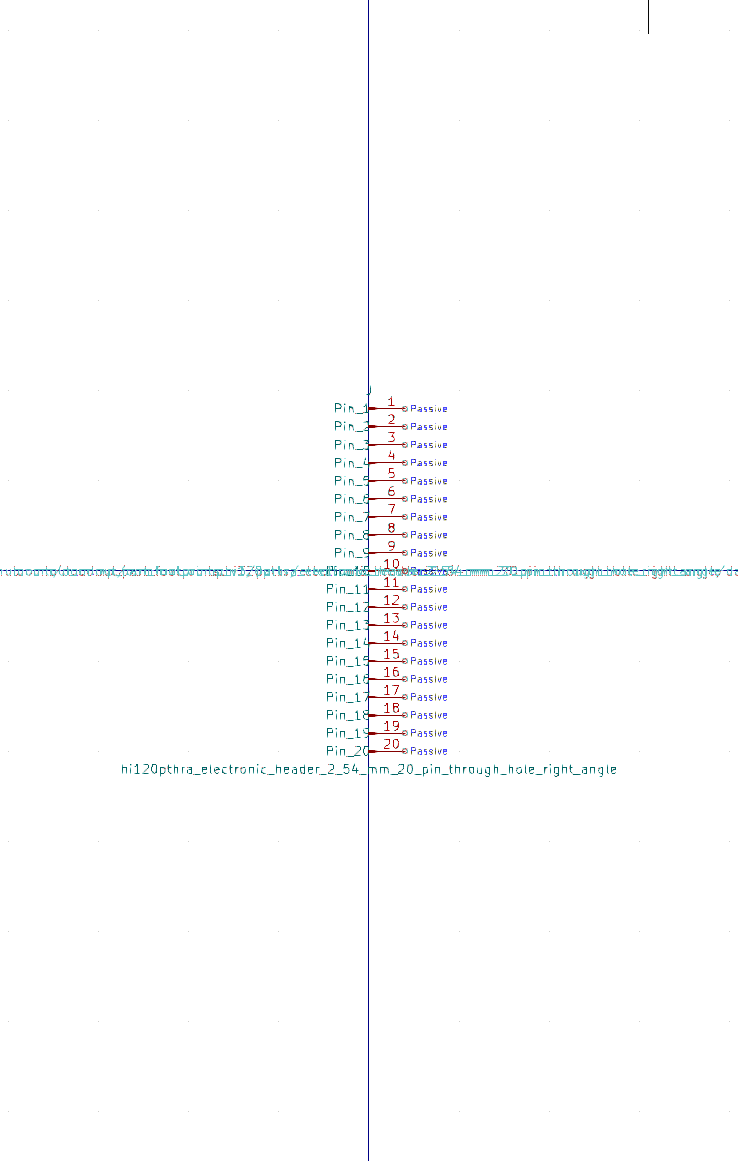 J
Pin_1 1 Passive
Pin_2 2 Passive
Pin_3 3 Passive
Pin_4 4 Passive
Pin_5 5 Passive
Pin_6 6 Passive
Pin_7 7 Passive
Pin_8 8 Passive
Pin_9 9 Passive
10
Pin_11 11 Passive
Pin_12 12 Passive
Pin_13 13 Passive
Pin_14 14 Passive
Pin_15 15 Passive
Pin_16 16 Passive
Pin_17 17 Passive
Pin_18 18 Passive
Pin_19 19 Passive
Pin_20 20 Passive
hi120pthra_electronic_header_2_54_mm_20_pin_through_hole_right_angle